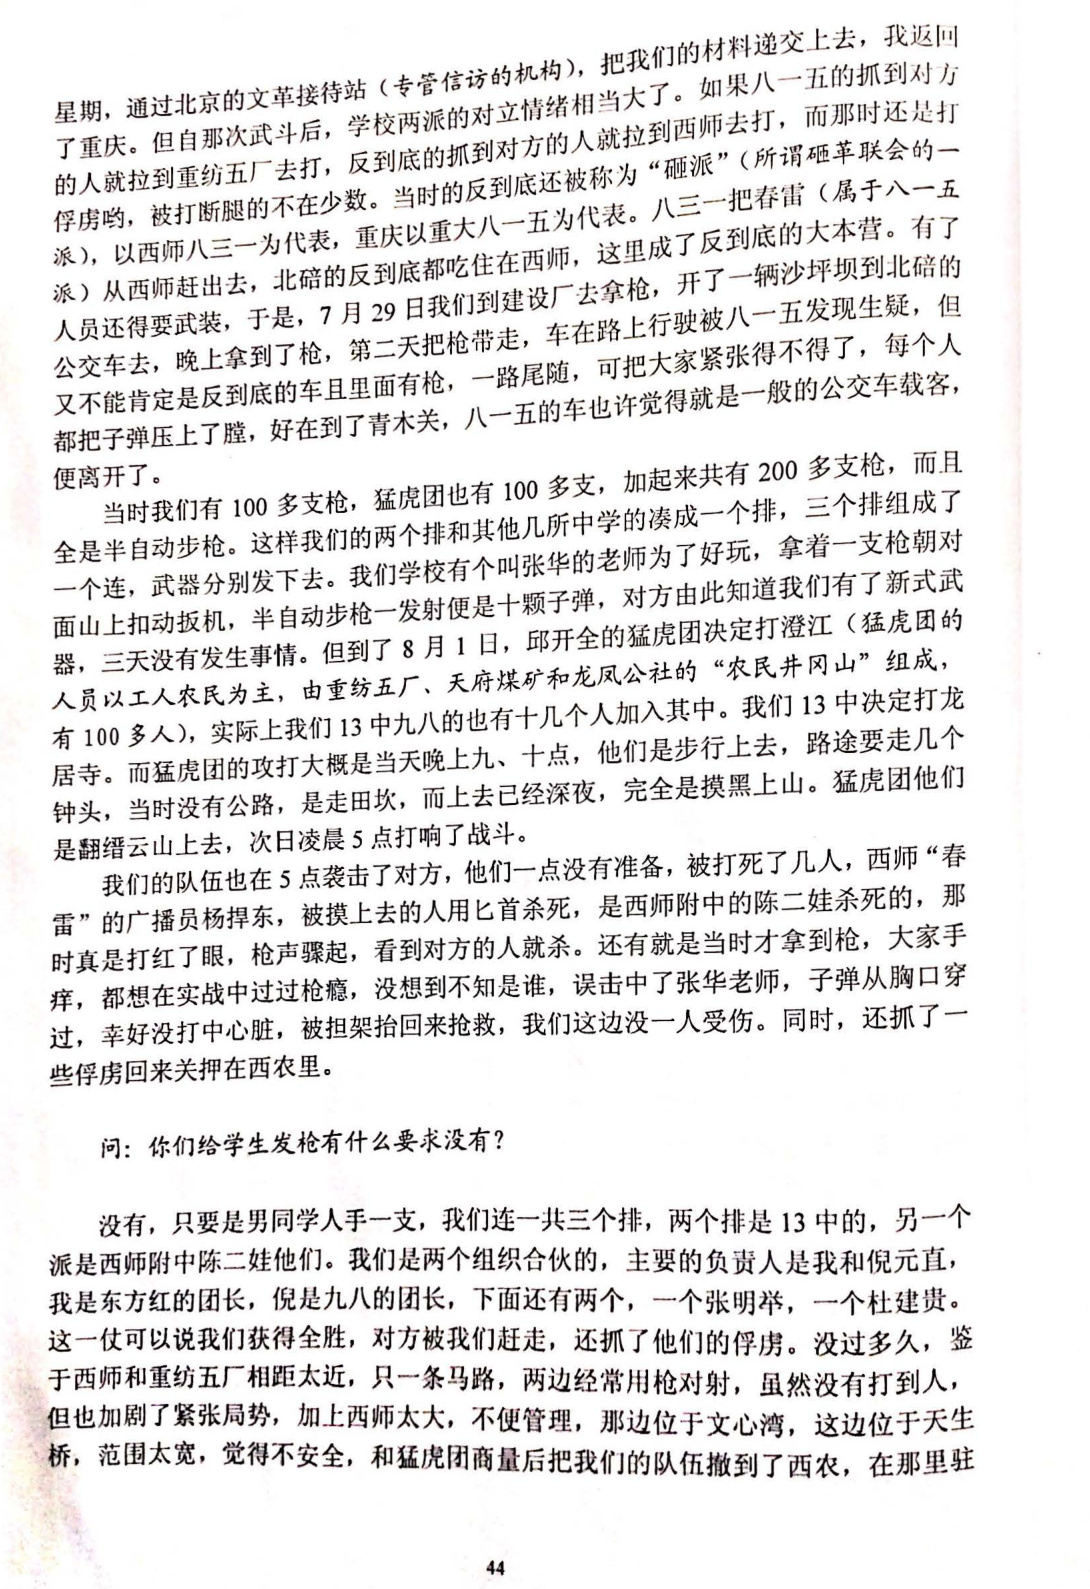 星期，通过北京的文革接待站（专管信访的机构），把我们的材料递交上去，我返回
了重庆。但自那次武斗后，学校两派的对立情绪相当大了。如果八一五的抓到对方
的人就拉到重纺五厂去打，反到底的抓到对方的人就拉到西师去打，而那时还是打
俘虏哟，被打断腿的不在少数。当时的反到底还被称为“砸派”（所谓砸革联会的一
派），以西师八三一为代表，重庆以重大八一五为代表。八三一把春雷（属于八一五
派）从西师赶出去，北碚的反到底都吃住在西师，这里成了反到底的大本营。有了
人员还得要武装，于是，7 月 29 日我们到建设厂去拿枪，开了一辆沙坪坝到北碚的
公交车去，晚上拿到了枪，第二天把枪带走，车在路上行驶被八一五发现生疑，但
又不能肯定是反到底的车且里面有枪，一路尾随，可把大家紧张得不得了，每个人
都把子弹压上了膛，好在到了青木关，八一五的车也许觉得就是一般的公交车载客，
便离开了。
当时我们有 100 多支枪，猛虎团也有 100 多支，加起来共有 200 多支枪，而且
全是半自动步枪。这样我们的两个排和其他几所中学的凑成一个排，三个排组成了
一个连，武器分别发下去。我们学校有个叫张华的老师为了好玩，拿着一支枪朝对
面山上扣动扳机，半自动步枪一发射便是十颗子弹，对方由此知道我们有了新式武
器，三天没有发生事情。但到了 8 月 1 日，邱开全的猛虎团决定打澄江（猛虎团的
人员以工人农民为主，由重纺五厂、天府煤矿和龙凤公社的“农民井冈山”组成，
有 100 多人），实际上我们 13 中九八的也有十几个人加入其中。我们 13 中决定打龙
居寺。而猛虎团的攻打大概是当天晚上九、十点，他们是步行上去，路途要走几个
钟头，当时没有公路，是走田坎，而上去已经深夜，完全是摸黑上山。猛虎团他们
是翻缙云山上去，次日凌晨 5 点打响了战斗。
我们的队伍也在 5 点袭击了对方，他们一点没有准备，被打死了几人，西师“春
雷”的广播员杨捍东，被摸上去的人用匕首杀死，是西师附中的陈二娃杀死的，那
时真是打红了眼，枪声骤起，看到对方的人就杀。还有就是当时才拿到枪，大家手
痒，都想在实战中过过枪瘾，没想到不知是谁，误击中了张华老师，子弹从胸口穿
过，幸好没打中心脏，被担架抬回来抢救，我们这边没一人受伤。同时，还抓了一
些俘虏回来关押在西农里。
问：你们给学生发枪有什么要求没有？
没有，只要是男同学人手一支，我们连一共三个排，两个排是 13 中的，另一个
派是西师附中陈二娃他们。我们是两个组织合伙的，主要的负责人是我和倪元直，
我是东方红的团长，倪是九八的团长，下面还有两个，一个张明举，一个杜建贵。
这一仗可以说我们获得全胜，对方被我们赶走，还抓了他们的俘虏。没过多久，鉴
于西师和重纺五厂相距太近，只一条马路，两边经常用枪对射，虽然没有打到人，
但也加剧了紧张局势，加上西师太大，不便管理，那边位于文心湾，这边位于天生
桥，范围太宽，觉得不安全，和猛虎团商量后把我们的队伍撤到了西农，在那里驻
44